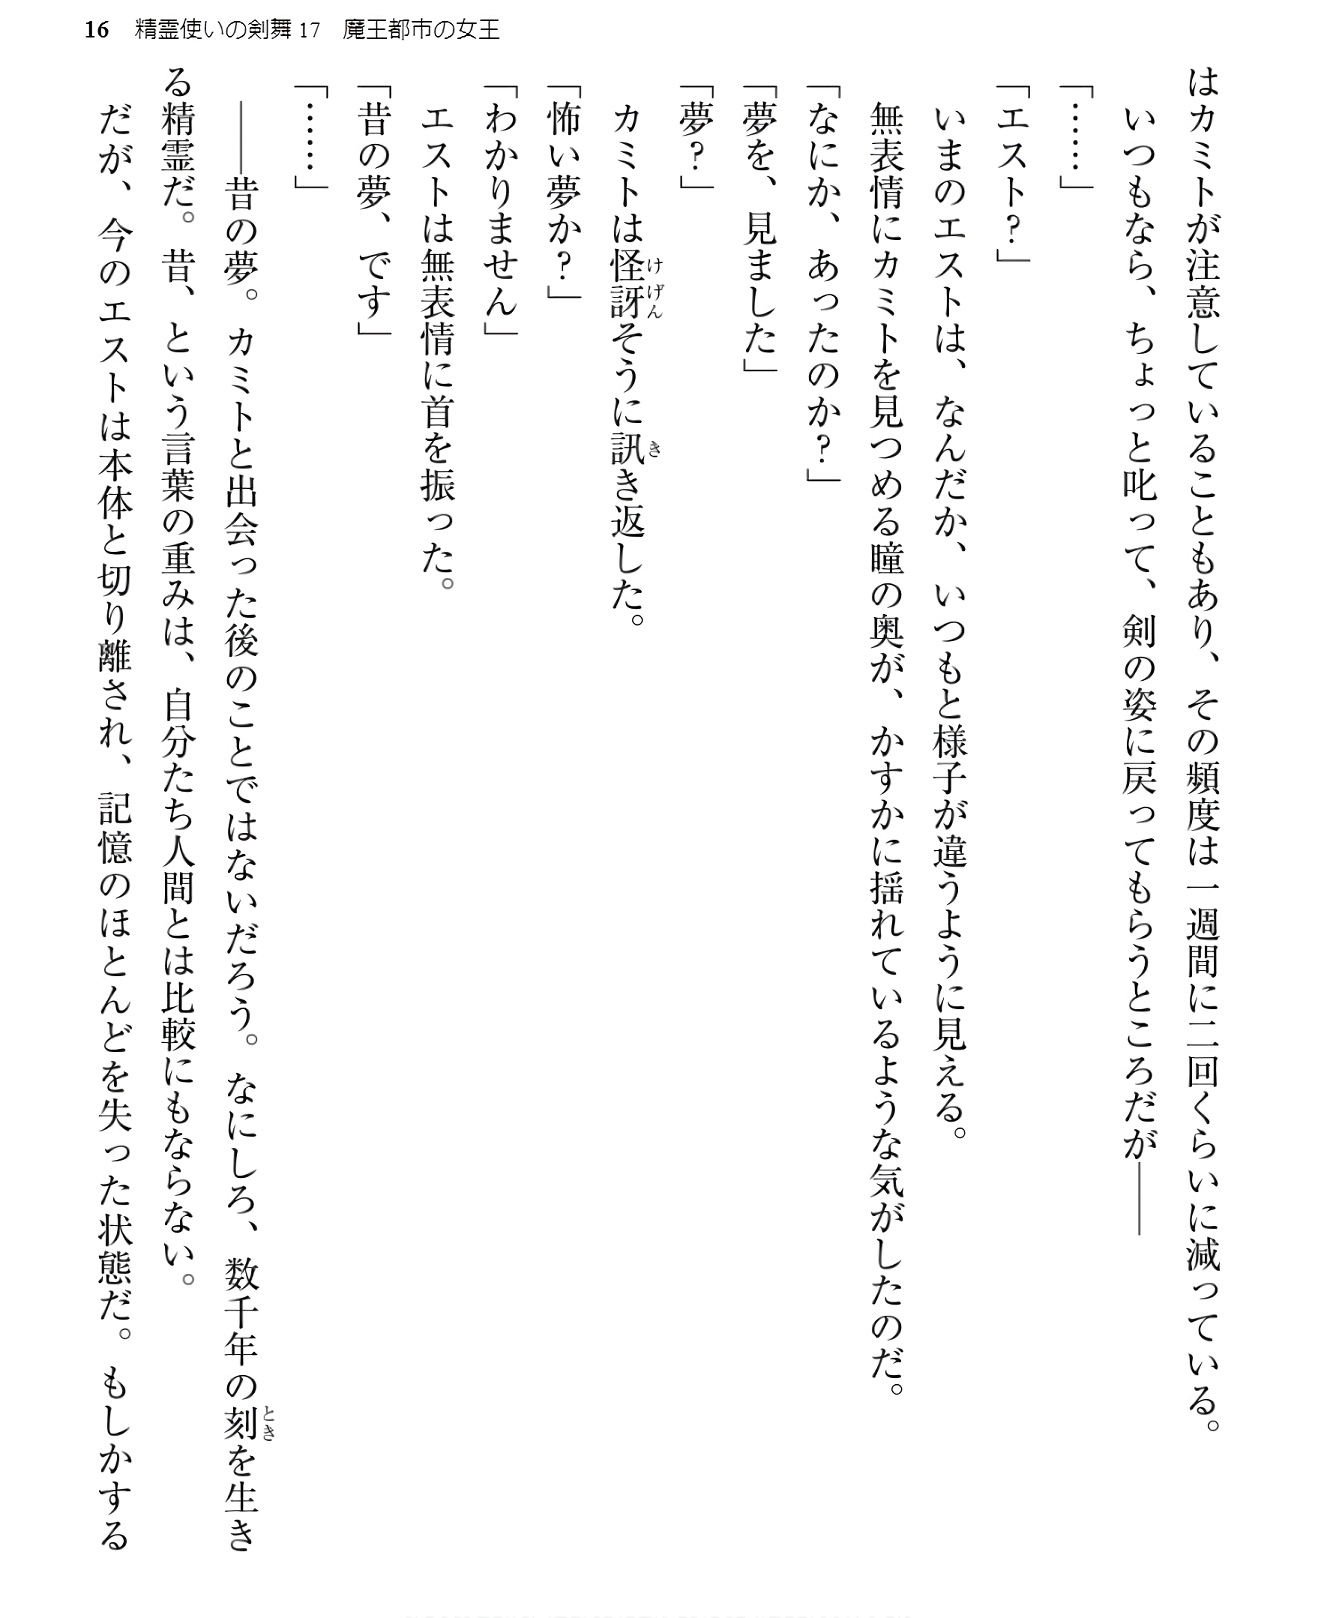 16 精霊使いの剣舞17 魔王都市の女王
はカミトが注意していることもあり、その頻度は一週間に二回くらいに減っている。
いつもなら、ちょっと叱って、剣の姿に戻ってもらうところだが――
「……」
「エスト?」
いまのエストは、なんだか、いつもと様子が違うように見える。
無表情にカミトを見つめる瞳の奥が、かすかに揺れているような気がしたのだ。
「なにか、あったのか?」
「夢を、見ました」
「夢?」
カミトは怪訝そうに訊き返した。
「怖い夢か?」
「わかりません」
エストは無表情に首を振った。
「昔の夢、です」
「……」
――昔の夢。カミトと出会った後のことではないだろう。なにしろ、数千年の刻を生き
る精霊だ。昔、という言葉の重みは、自分たち人間とは比較にもならない。
だが、今のエストは本体と切り離され、記憶のほとんどを失った状態だ。もしかする